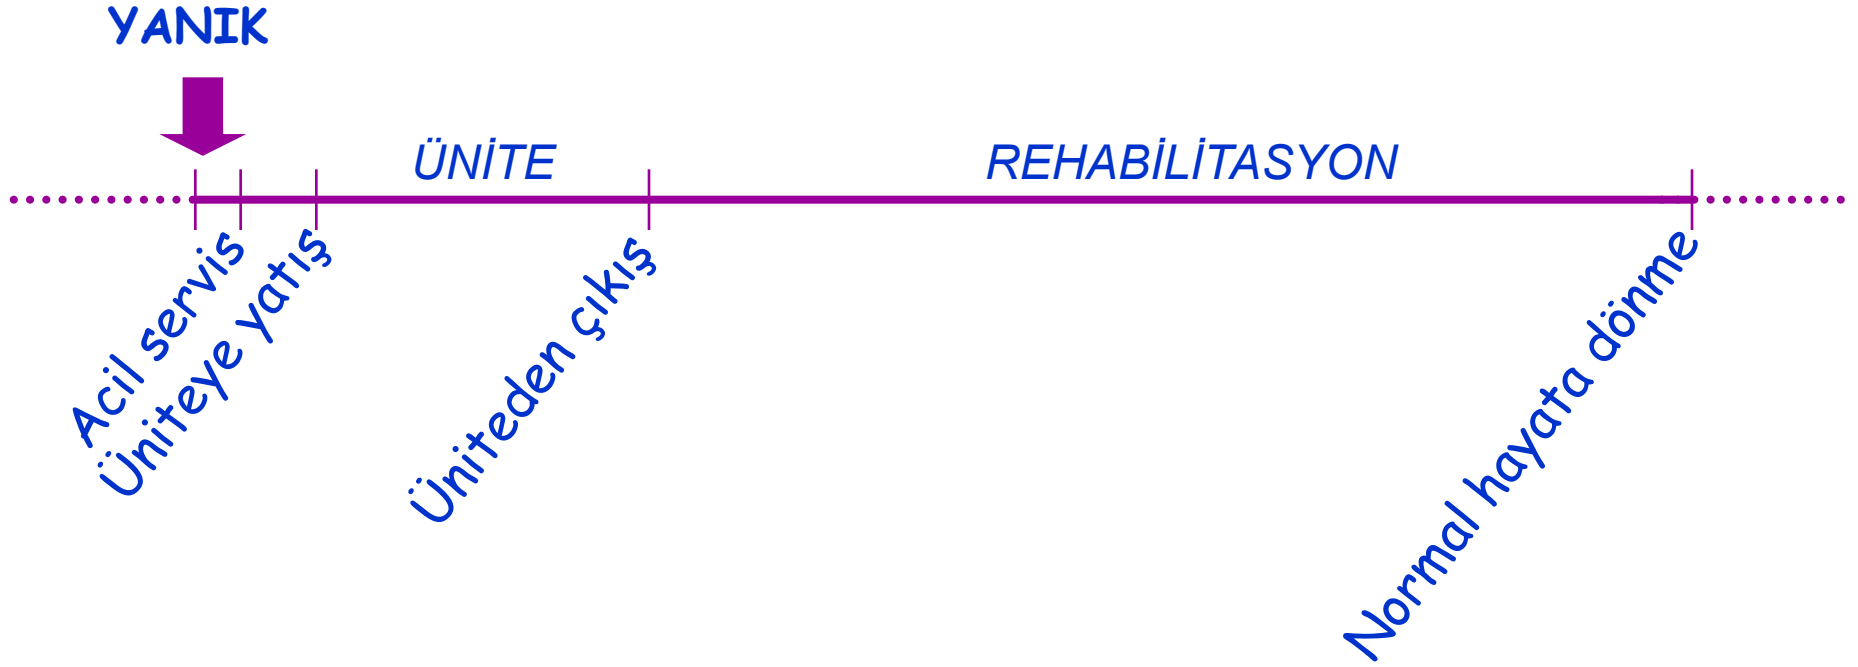 YANIK
ÜNİTE
REHABİLİTASYON
Acil servis
Üniteye yatış
Üniteden çıkış
Normal hayata dönme